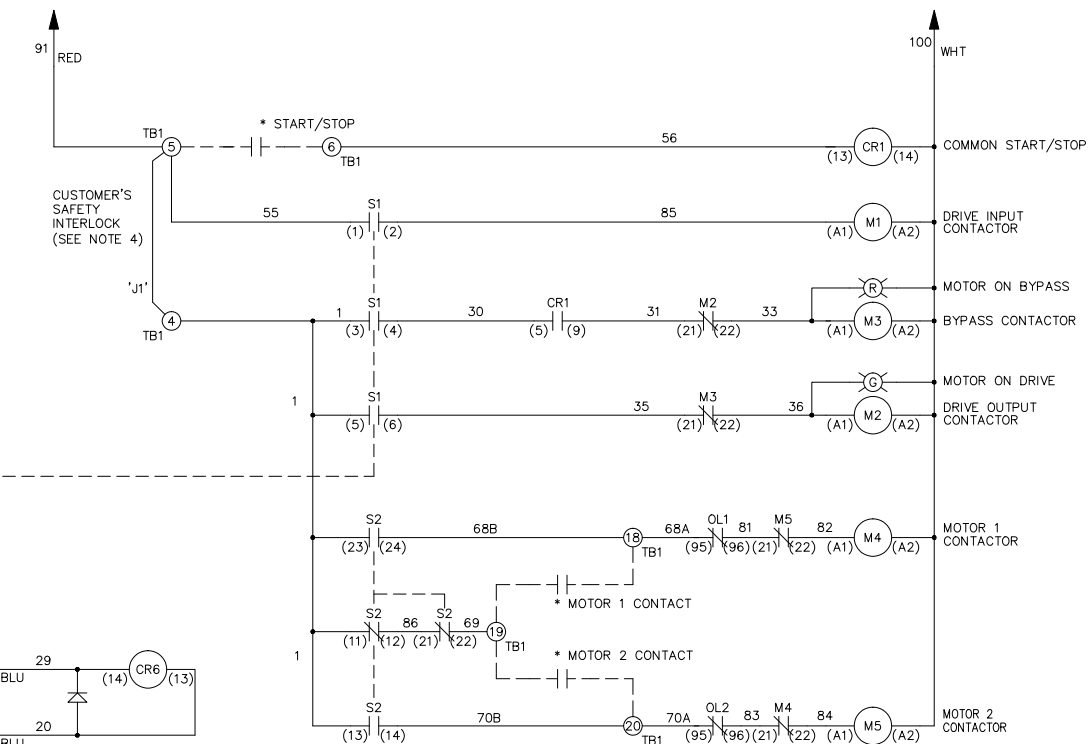 91
RED
100
WHT
TB1
5
* START/STOP
6
TB1
56
CR1
(13)
(14)
COMMON START/STOP
CUSTOMER'S
SAFETY
INTERLOCK
(SEE NOTE 4)
55
S1
(1)
(2)
85
M1
(A1)
(A2)
DRIVE INPUT
CONTACTOR
'J1'
R
MOTOR ON BYPASS
4
TB1
1
S1
(3)
(4)
30
CR1
(5)
(9)
31
M2
(21)
(22)
33
M3
(A1)
(A2)
BYPASS CONTACTOR
G
MOTOR ON DRIVE
1
S1
(5)
(6)
35
M3
(21)
(22)
36
M2
(A1)
(A2)
DRIVE OUTPUT
CONTACTOR
S2
(23)
(24)
68B
18
TB1
68A
OL1
(95)
(96)
81
M5
(21)
(22)
82
M4
(A1)
(A2)
MOTOR 1
CONTACTOR
* MOTOR 1 CONTACT
S2
(11)
(12)
86
S2
(21)
(22)
69
19
TB1
1
* MOTOR 2 CONTACT
S2
(13)
(14)
70B
20
TB1
70A
OL2
(95)
(96)
83
M4
(21)
(22)
84
M5
(A1)
(A2)
MOTOR 2
CONTACTOR
29
BLU
(14)
CR6
(13)
20
BLU